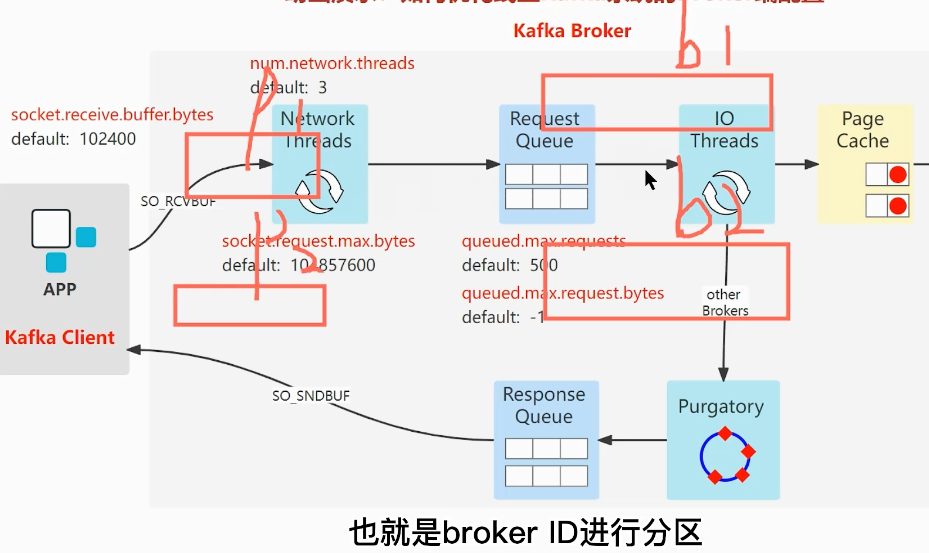 Kafka Broker
num.network.threads
default: 3
socket.receive.buffer.bytes
default: 102400
Network
Threads
Request
Queue
IO
Threads
Page
Cache
SO_RCVBUF
socket.request.max.bytes
default: 104857600
queued.max.requests
default: 500
queued.max.request.bytes
default: -1
other
Brokers
APP
Kafka Client
SO_SNDBUF
Response
Queue
Purgatory
b 1
b2
P1
P2
也就是broker ID进行分区